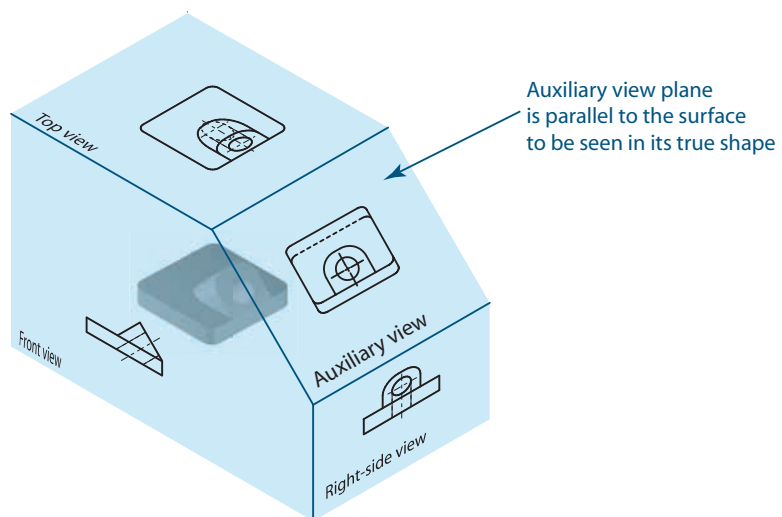 Top view
Auxiliary view plane
is parallel to the surface
to be seen in its true shape
Front view
Auxiliary view
Right-side view